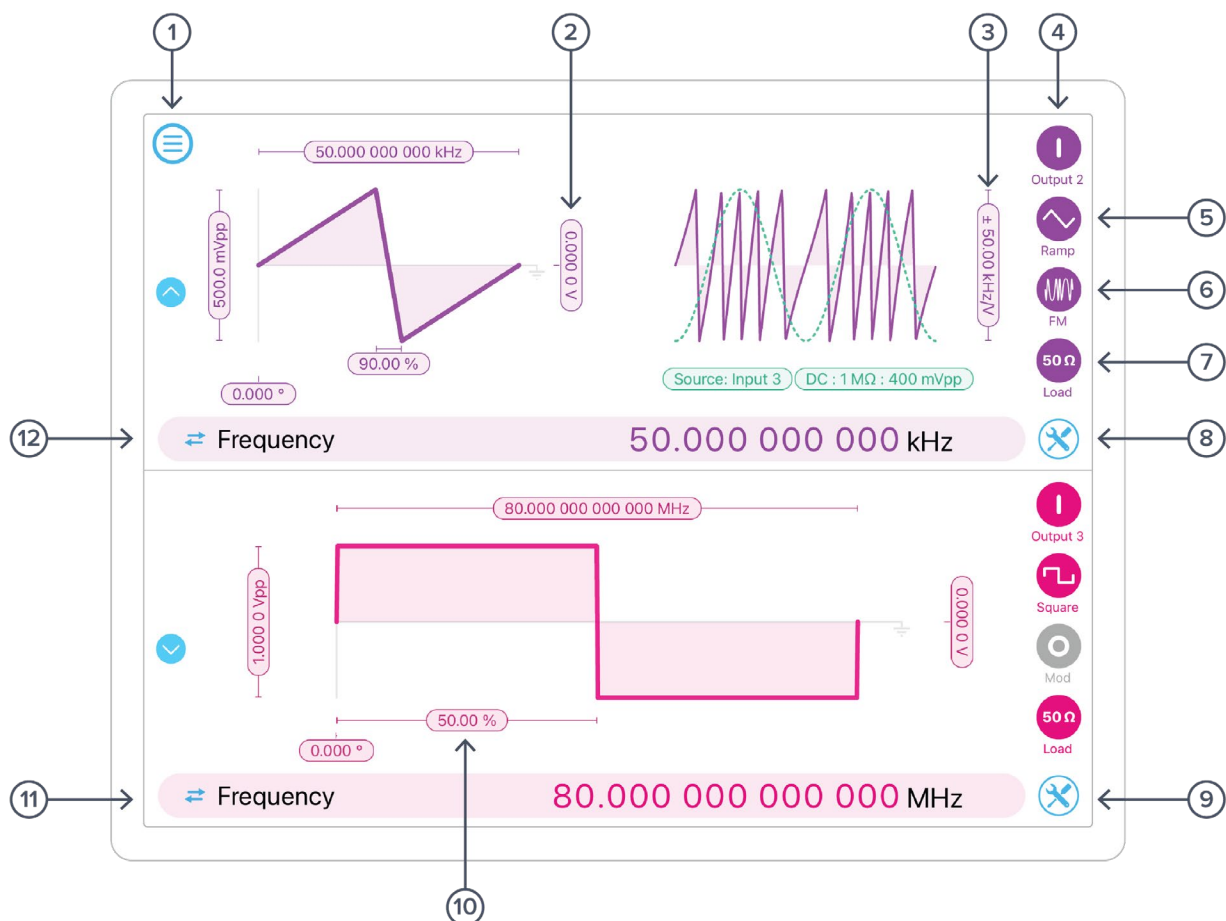 1
2
3
4
50.000 000 000 kHz
Output 2
500.0 mVpp
0.000 0 V
± 50.00 kHz/V
5
Ramp
6
FM
90.00 %
50 Ω
7
Source: Input 3
DC : 1 MΩ : 400 mVpp
Load
0.000 °
12
Frequency
50.000 000 000 kHz
8
80.000 000 000 000 MHz
Output 3
1.000 0 Vpp
0.000 0 V
Square
Mod
50.00 %
50 Ω
0.000 °
Load
11
Frequency
80.000 000 000 000 MHz
9
10